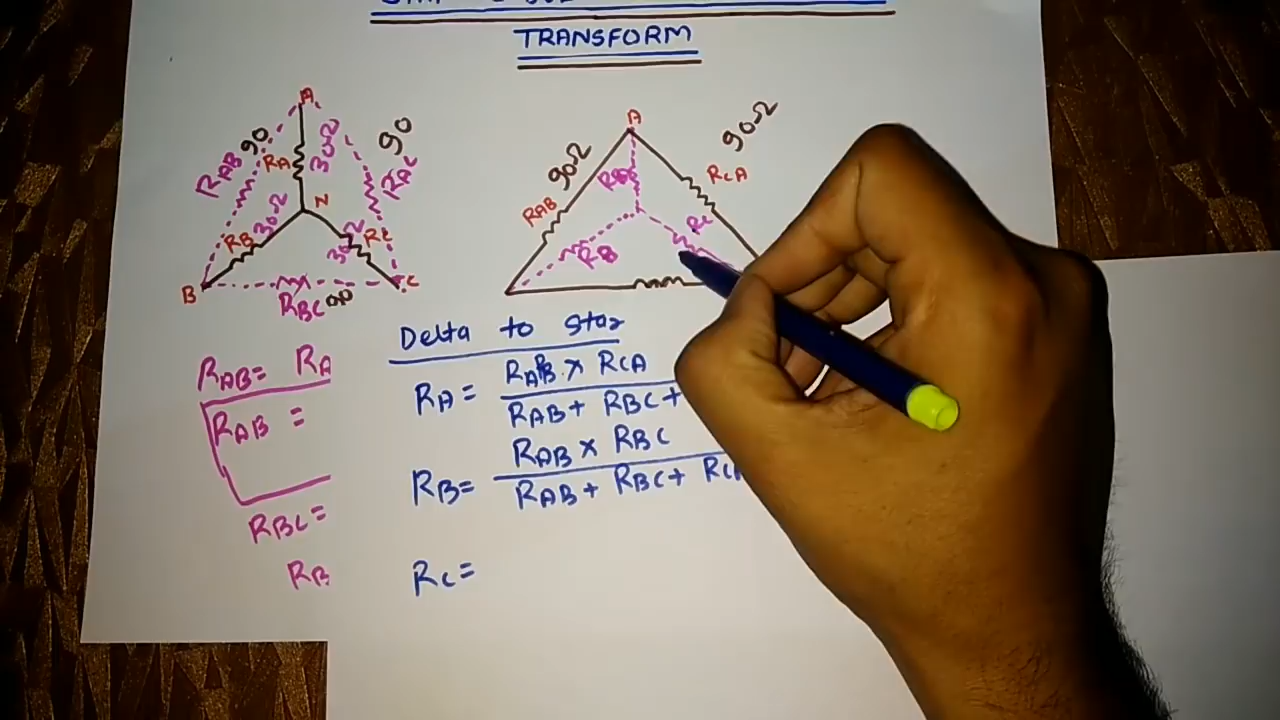 TRANSFORM
A
RAB
90
RA
30Ω
90
RAC
N
RB
30Ω
30Ω
RC
B
RBC
90
C
A
90Ω
90Ω
RAB
RCA
RB
RC
Delta to Star
RA = RAB × RCA
RAB + RBC +
RB = RAB × RBC
RAB + RBC + RCA
RC =
RAB = RA
RAB =
RBC =
RB